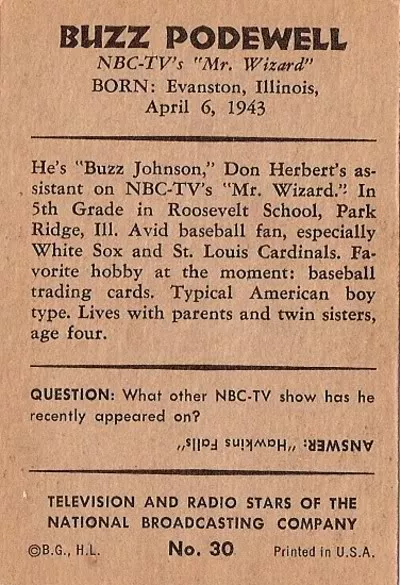 BUZZ PODEWELL
NBC-TV's "Mr. Wizard"
BORN: Evanston, Illinois,
April 6, 1943
He's "Buzz Johnson," Don Herbert's as-
sistant on NBC-TV's "Mr. Wizard." In
5th Grade in Roosevelt School, Park
Ridge, Ill. Avid baseball fan, especially
White Sox and St. Louis Cardinals. Fa-
vorite hobby at the moment: baseball
trading cards. Typical American boy
type. Lives with parents and twin sisters,
age four.
QUESTION: What other NBC-TV show has he
recently appeared on?
ANSWER: "Hawkins Falls"
TELEVISION AND RADIO STARS OF THE
NATIONAL BROADCASTING COMPANY
©B.G., H.L. No. 30 Printed in U.S.A.